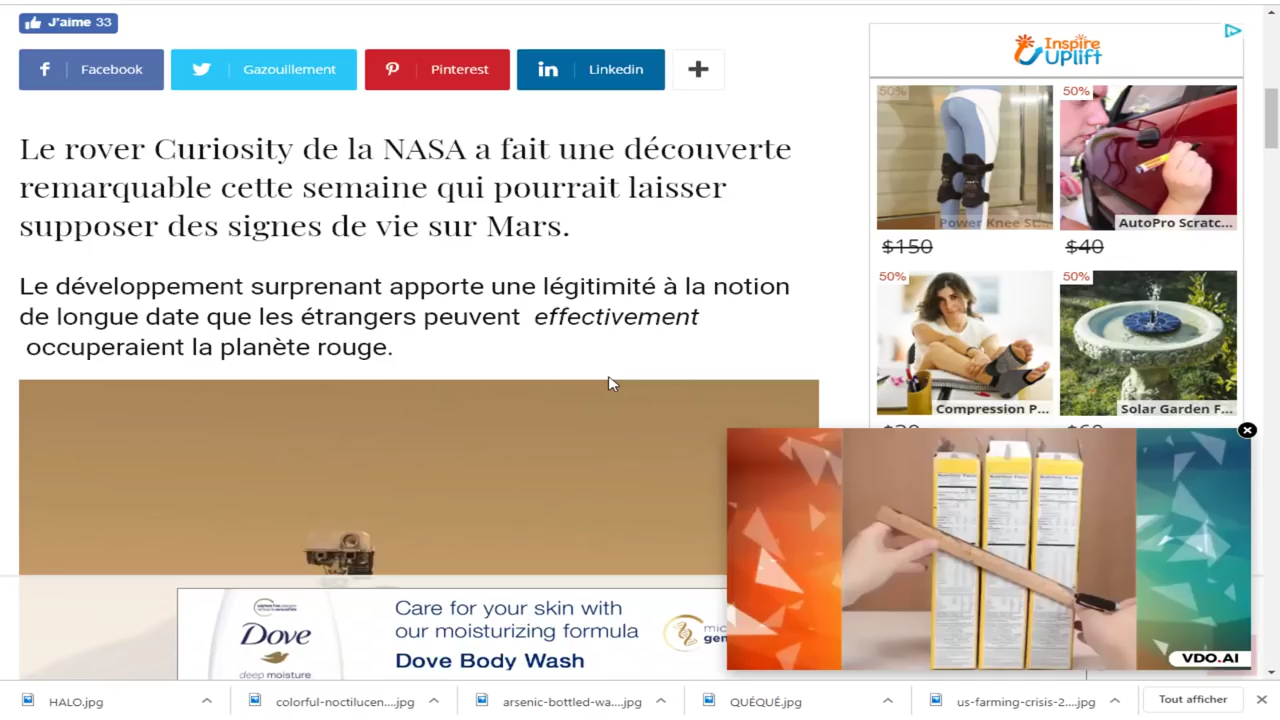 J'aime 33
Facebook
Gazouillement
Pinterest
Linkedin
Le rover Curiosity de la NASA a fait une découverte
remarquable cette semaine qui pourrait laisser
supposer des signes de vie sur Mars.
Le développement surprenant apporte une légitimité à la notion
de longue date que les étrangers peuvent effectivement
occuperaient la planète rouge.
Inspire
Uplift
50%
50%
Power Knee St...
AutoPro Scratc...
$150
$40
50%
50%
Compression P...
Solar Garden F...
VDO.AI
Dove
deep moisture
Care for your skin with
our moisturizing formula
Dove Body Wash
HALO.jpg
colorful-noctilucen....jpg
arsenic-bottled-wa....jpg
QUÉQUÉ.jpg
us-farming-crisis-2....jpg
Tout afficher